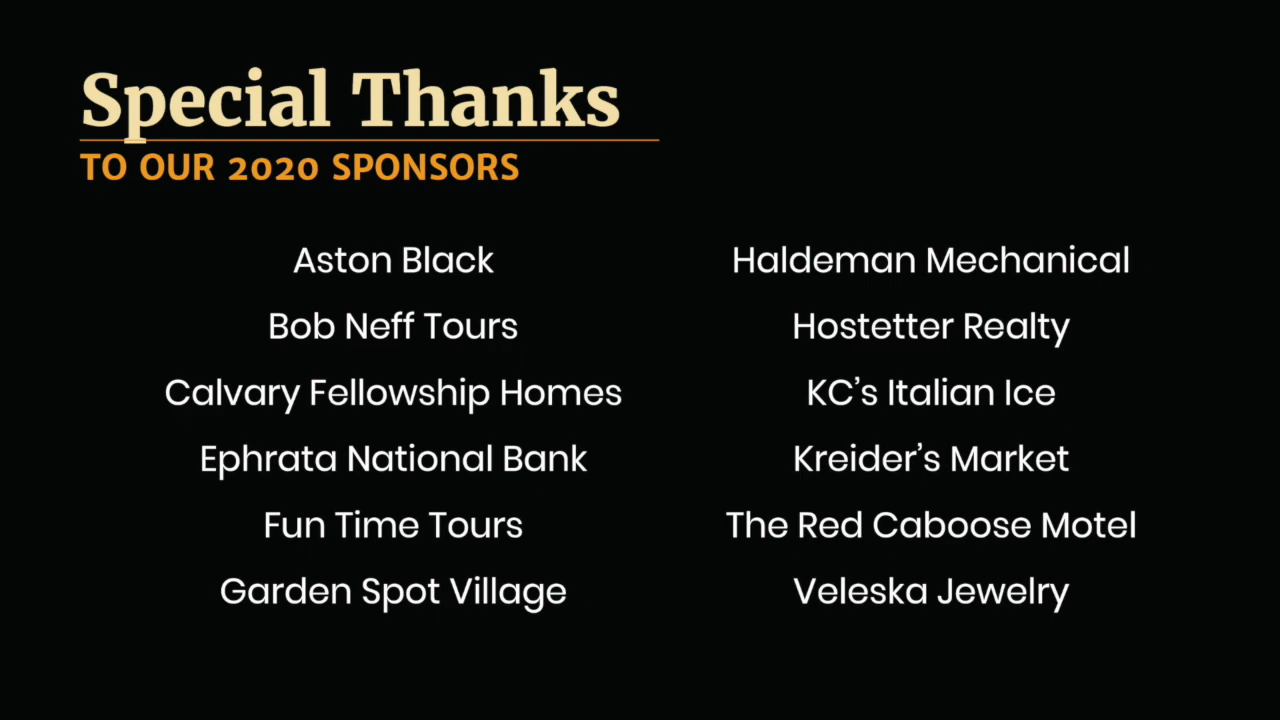 Special Thanks
TO OUR 2020 SPONSORS
Aston Black
Bob Neff Tours
Calvary Fellowship Homes
Ephrata National Bank
Fun Time Tours
Garden Spot Village
Haldeman Mechanical
Hostetter Realty
KC’s Italian Ice
Kreider’s Market
The Red Caboose Motel
Veleska Jewelry